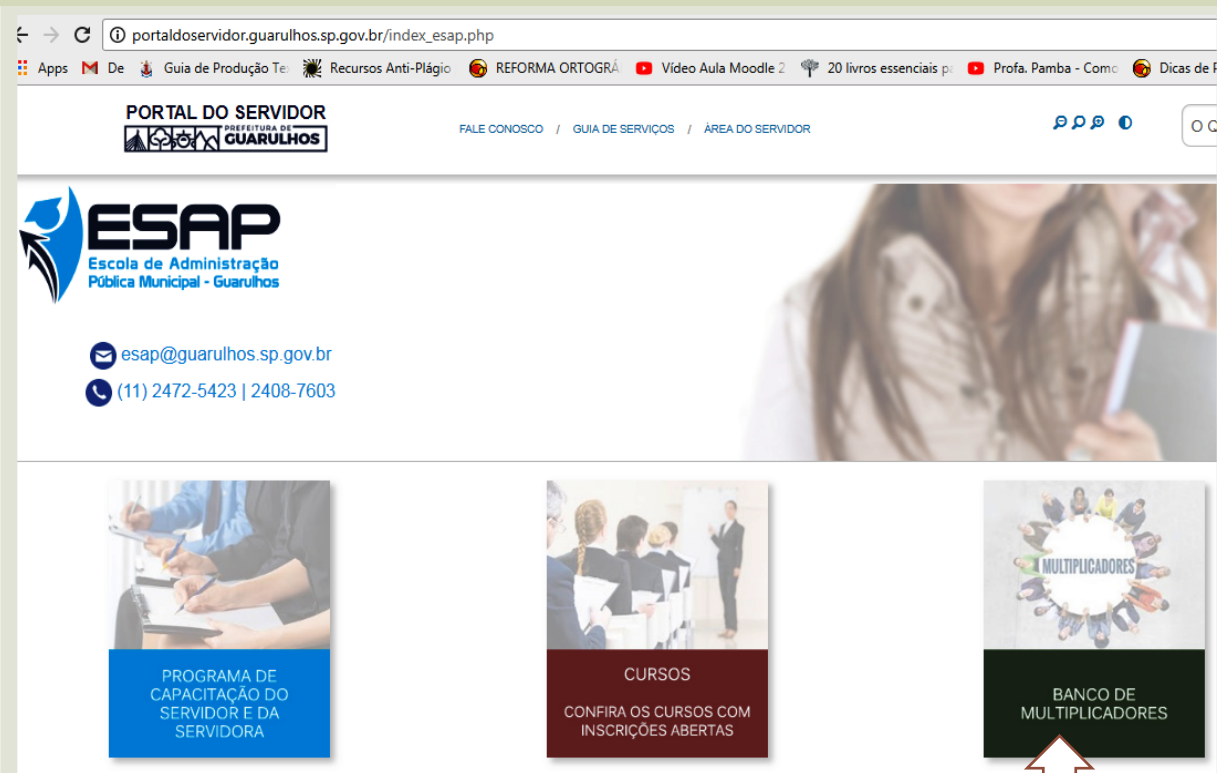 portaldoservidor.guarulhos.sp.gov.br/index_esap.php
Apps De Guia de Produção Te Recursos Anti-Plágio REFORMA ORTOGRÁ Vídeo Aula Moodle 2 20 livros essenciais pa Profa. Pamba - Como Dicas de P
PORTAL DO SERVIDOR
PREFEITURA DE
GUARULHOS
FALE CONOSCO / GUIA DE SERVIÇOS / ÁREA DO SERVIDOR
O Q
ESAP
Escola de Administração
Pública Municipal - Guarulhos
esap@guarulhos.sp.gov.br
(11) 2472-5423 | 2408-7603
MULTIPLICADORES
PROGRAMA DE
CAPACITAÇÃO DO
SERVIDOR E DA
SERVIDORA
CURSOS
CONFIRA OS CURSOS COM
INSCRIÇÕES ABERTAS
BANCO DE
MULTIPLICADORES